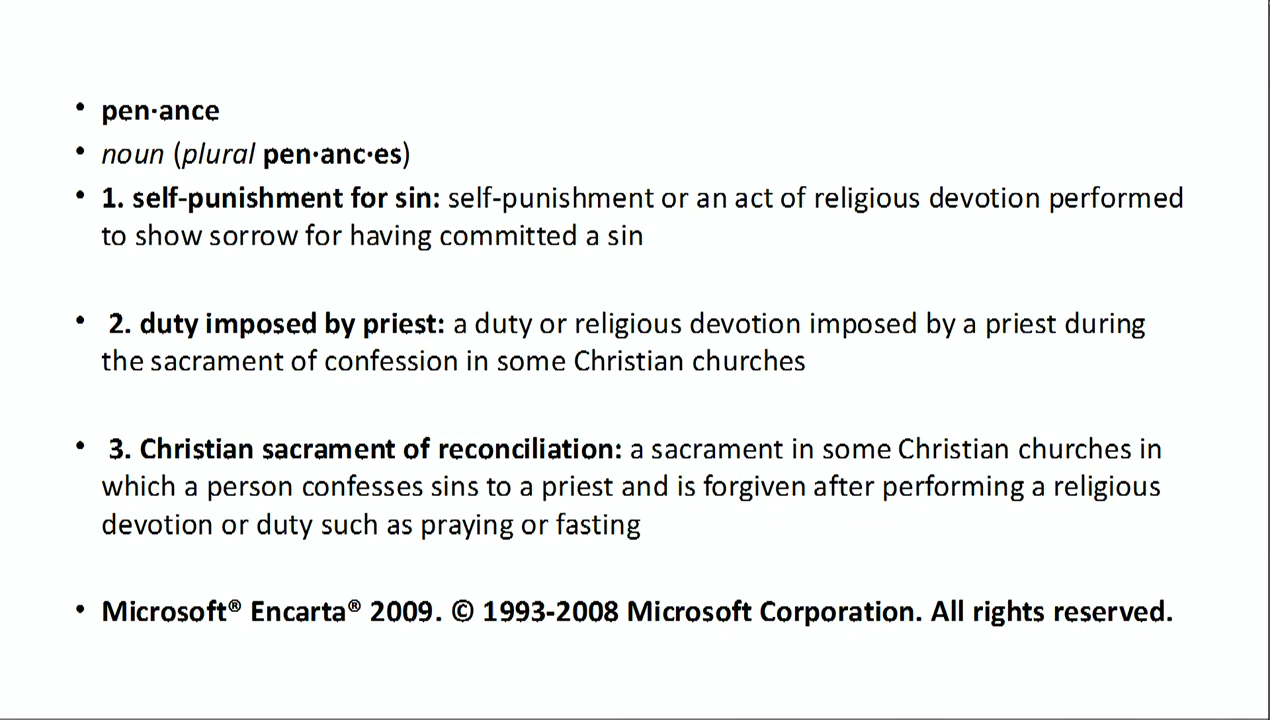 • pen·ance
• noun (plural pen·anc·es)
• 1. self-punishment for sin: self-punishment or an act of religious devotion performed
to show sorrow for having committed a sin
• 2. duty imposed by priest: a duty or religious devotion imposed by a priest during
the sacrament of confession in some Christian churches
• 3. Christian sacrament of reconciliation: a sacrament in some Christian churches in
which a person confesses sins to a priest and is forgiven after performing a religious
devotion or duty such as praying or fasting
• Microsoft® Encarta® 2009. © 1993-2008 Microsoft Corporation. All rights reserved.